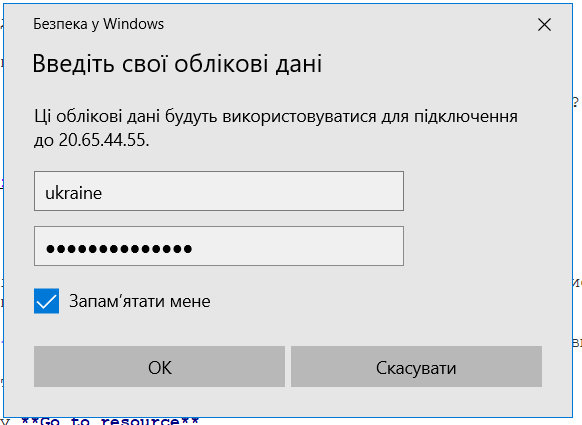 Безпека у Windows
Введіть свої облікові дані
Ці облікові дані будуть використовуватися для підключення
до 20.65.44.55.
ukraine
●●●●●●●●●●●●●●
Запам’ятати мене
ОК
Скасувати
**Go to resource**